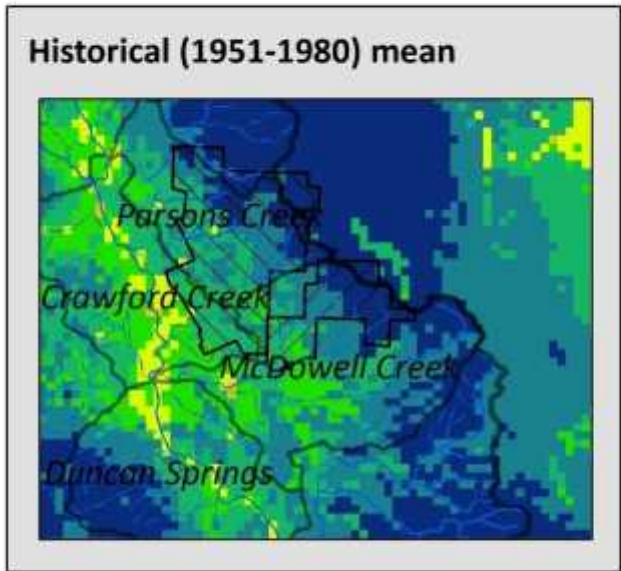 Historical (1951-1980) mean
Parsons Creek
Crawford Creek
McDowell Creek
Duncan Springs